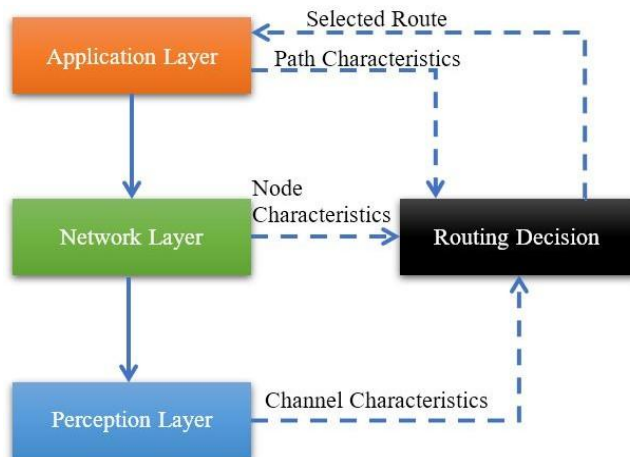 Selected Route
Application Layer
Path Characteristics
Node
Characteristics
Network Layer
Routing Decision
Perception Layer
Channel Characteristics